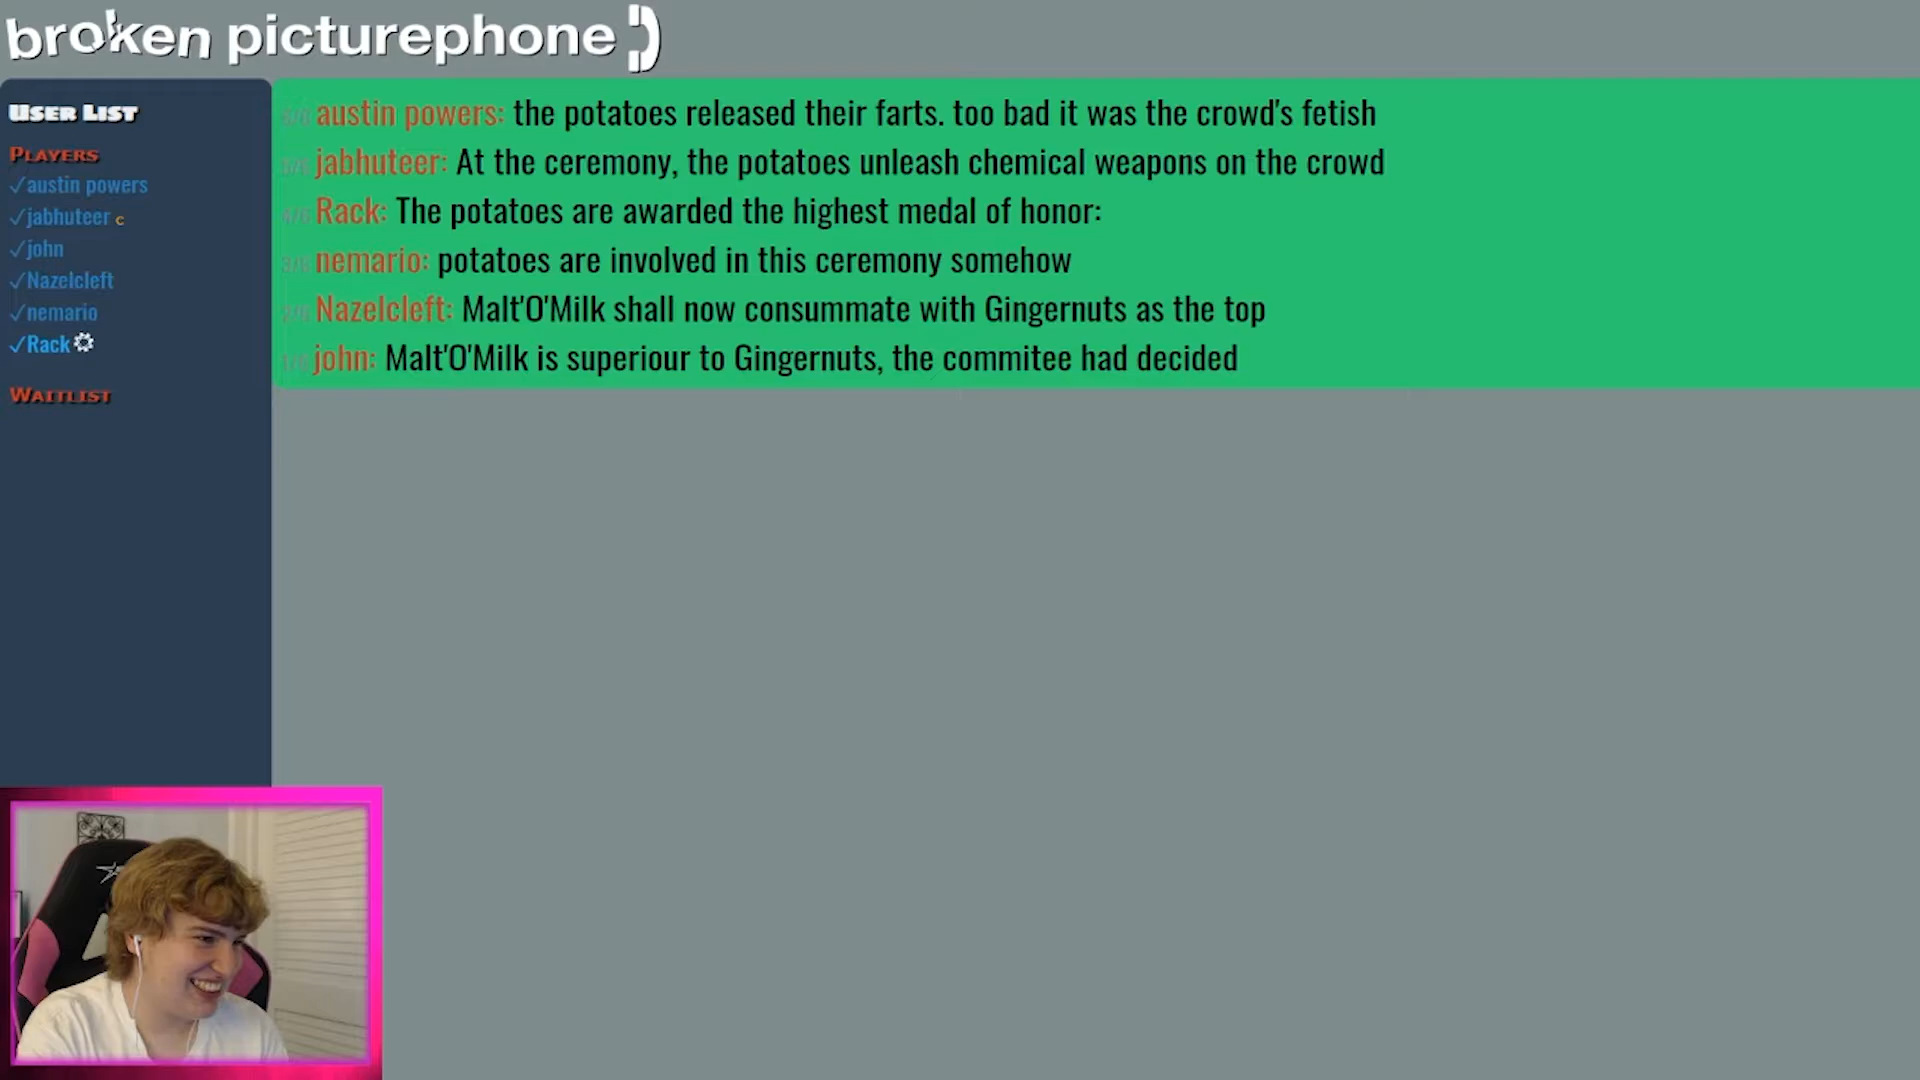 broken picturephone
USER LIST
PLAYERS
✓austin powers
✓jabhuteer c
✓john
✓Nazelcleft
✓nemario
✓Rack
WAITLIST
austin powers: the potatoes released their farts. too bad it was the crowd's fetish
jabhuteer: At the ceremony, the potatoes unleash chemical weapons on the crowd
Rack: The potatoes are awarded the highest medal of honor:
nemario: potatoes are involved in this ceremony somehow
Nazelcleft: Malt'O'Milk shall now consummate with Gingernuts as the top
john: Malt'O'Milk is superiour to Gingernuts, the commitee had decided